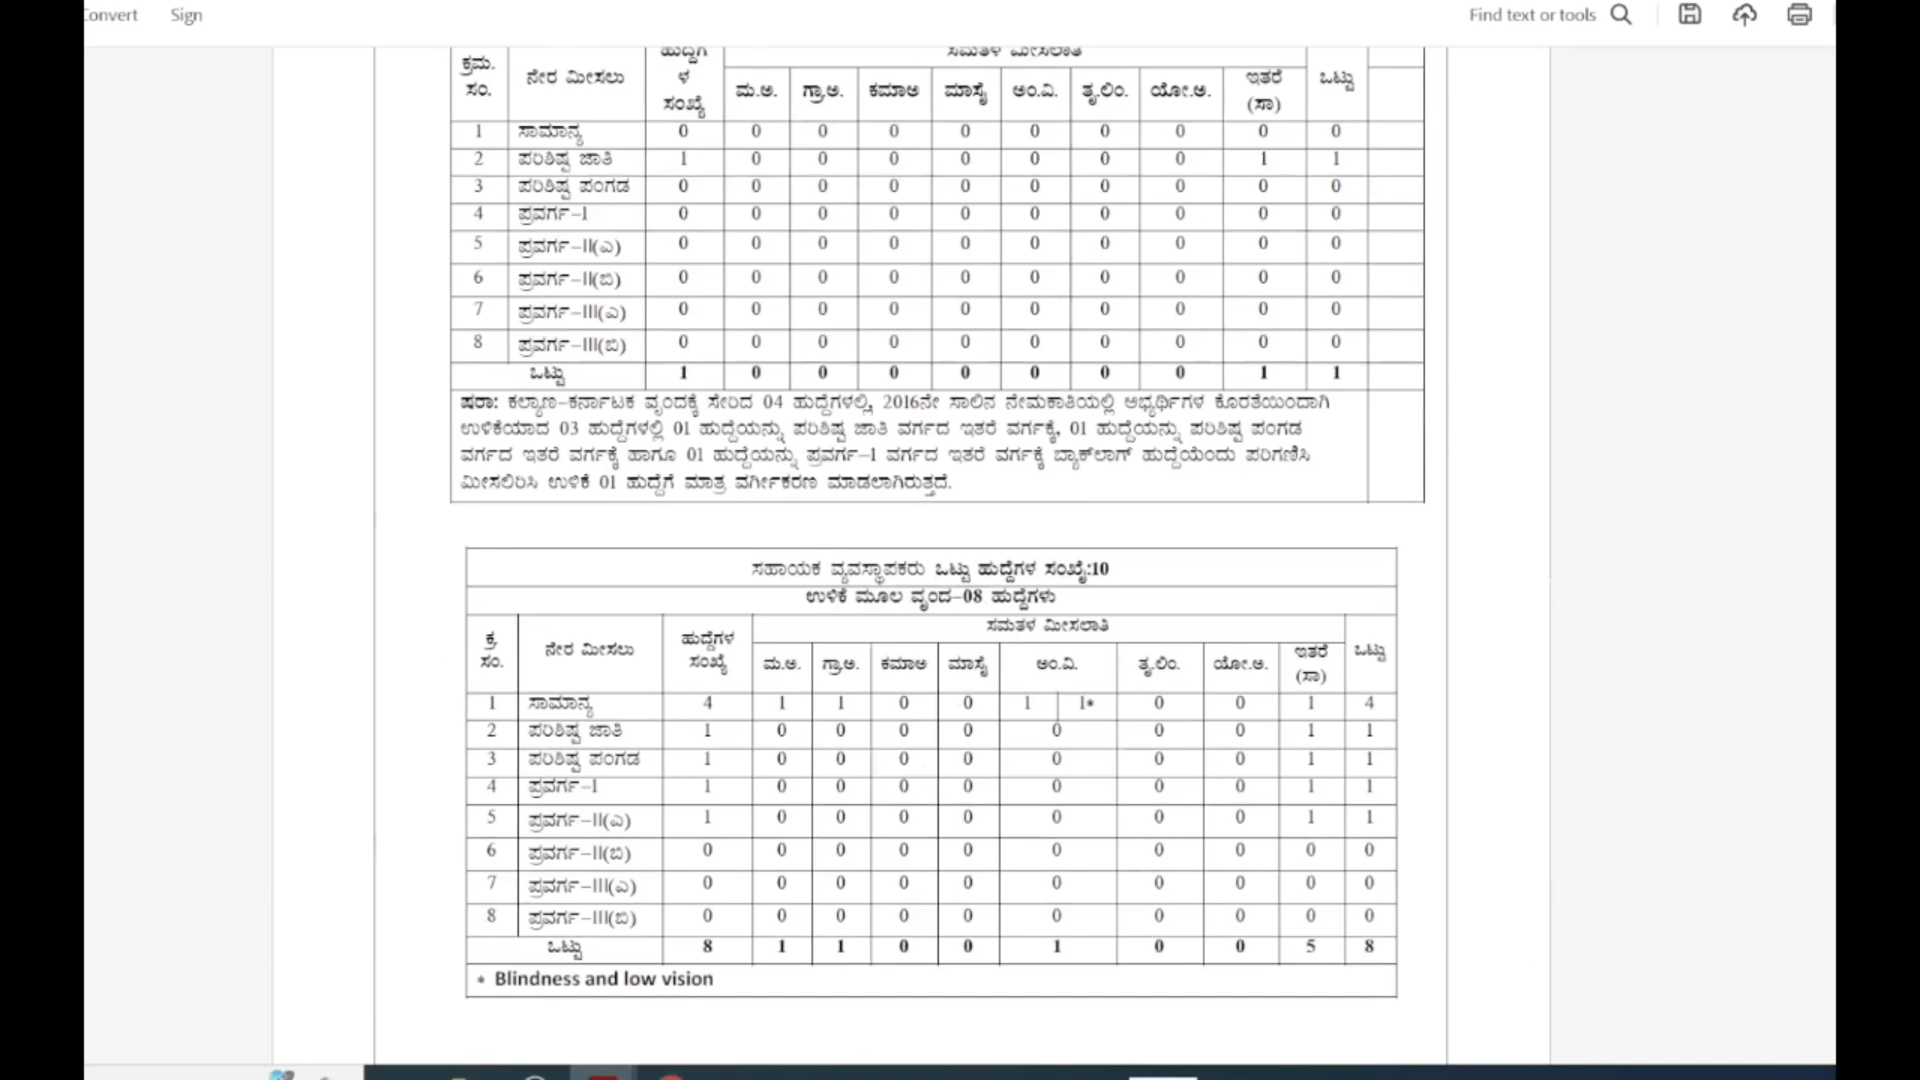 Convert Sign Find text or tools
ಕ್ರಮ. ಸಂ. ನೇರ ಮೀಸಲು ಹುದ್ದೆಗಳ ಸಂಖ್ಯೆ ಸಮತಳ ಮೀಸಲಾತಿ ಒಟ್ಟು
ಮ.ಅ. ಗ್ರಾ.ಅ. ಕಮಾಅ ಮಾಸೈ ಅಂ.ವಿ. ತೃ.ಲಿಂ. ಯೋ.ಅ. ಇತರೆ (ಸಾ)
1 ಸಾಮಾನ್ಯ 0 0 0 0 0 0 0 0 0 0
2 ಪರಿಶಿಷ್ಟ ಜಾತಿ 1 0 0 0 0 0 0 0 1 1
3 ಪರಿಶಿಷ್ಟ ಪಂಗಡ 0 0 0 0 0 0 0 0 0 0
4 ಪ್ರವರ್ಗ-I 0 0 0 0 0 0 0 0 0 0
5 ಪ್ರವರ್ಗ-II(ಎ) 0 0 0 0 0 0 0 0 0 0
6 ಪ್ರವರ್ಗ-II(ಬಿ) 0 0 0 0 0 0 0 0 0 0
7 ಪ್ರವರ್ಗ-III(ಎ) 0 0 0 0 0 0 0 0 0 0
8 ಪ್ರವರ್ಗ-III(ಬಿ) 0 0 0 0 0 0 0 0 0 0
ಒಟ್ಟು 1 0 0 0 0 0 0 0 1 1
ಷರಾ: ಕಲ್ಯಾಣ-ಕರ್ನಾಟಕ ವೃಂದಕ್ಕೆ ಸೇರಿದ 04 ಹುದ್ದೆಗಳಲ್ಲಿ, 2016ನೇ ಸಾಲಿನ ನೇಮಕಾತಿಯಲ್ಲಿ ಅಭ್ಯರ್ಥಿಗಳ ಕೊರತೆಯಿಂದಾಗಿ
ಉಳಿಕೆಯಾದ 03 ಹುದ್ದೆಗಳಲ್ಲಿ 01 ಹುದ್ದೆಯನ್ನು ಪರಿಶಿಷ್ಟ ಜಾತಿ ವರ್ಗದ ಇತರೆ ವರ್ಗಕ್ಕೆ, 01 ಹುದ್ದೆಯನ್ನು ಪರಿಶಿಷ್ಟ ಪಂಗಡ
ವರ್ಗದ ಇತರೆ ವರ್ಗಕ್ಕೆ ಹಾಗೂ 01 ಹುದ್ದೆಯನ್ನು ಪ್ರವರ್ಗ-1 ವರ್ಗದ ಇತರೆ ವರ್ಗಕ್ಕೆ ಬ್ಯಾಕ್‌ಲಾಗ್ ಹುದ್ದೆಯೆಂದು ಪರಿಗಣಿಸಿ
ಮೀಸಲಿರಿಸಿ ಉಳಿಕೆ 01 ಹುದ್ದೆಗೆ ಮಾತ್ರ ವರ್ಗೀಕರಣ ಮಾಡಲಾಗಿರುತ್ತದೆ.
ಸಹಾಯಕ ವ್ಯವಸ್ಥಾಪಕರು ಒಟ್ಟು ಹುದ್ದೆಗಳ ಸಂಖ್ಯೆ:10
ಉಳಿಕೆ ಮೂಲ ವೃಂದ-08 ಹುದ್ದೆಗಳು
ಕ್ರ. ಸಂ. ನೇರ ಮೀಸಲು ಹುದ್ದೆಗಳ ಸಂಖ್ಯೆ ಸಮತಳ ಮೀಸಲಾತಿ ಒಟ್ಟು
ಮ.ಅ. ಗ್ರಾ.ಅ. ಕಮಾಅ ಮಾಸೈ ಅಂ.ವಿ. ತೃ.ಲಿಂ. ಯೋ.ಅ. ಇತರೆ (ಸಾ)
1 ಸಾಮಾನ್ಯ 4 1 1 0 0 1 1* 0 0 1 4
2 ಪರಿಶಿಷ್ಟ ಜಾತಿ 1 0 0 0 0 0 0 0 1 1
3 ಪರಿಶಿಷ್ಟ ಪಂಗಡ 1 0 0 0 0 0 0 0 1 1
4 ಪ್ರವರ್ಗ-I 1 0 0 0 0 0 0 0 1 1
5 ಪ್ರವರ್ಗ-II(ಎ) 1 0 0 0 0 0 0 0 1 1
6 ಪ್ರವರ್ಗ-II(ಬಿ) 0 0 0 0 0 0 0 0 0 0
7 ಪ್ರವರ್ಗ-III(ಎ) 0 0 0 0 0 0 0 0 0 0
8 ಪ್ರವರ್ಗ-III(ಬಿ) 0 0 0 0 0 0 0 0 0 0
ಒಟ್ಟು 8 1 1 0 0 1 0 0 5 8
* Blindness and low vision